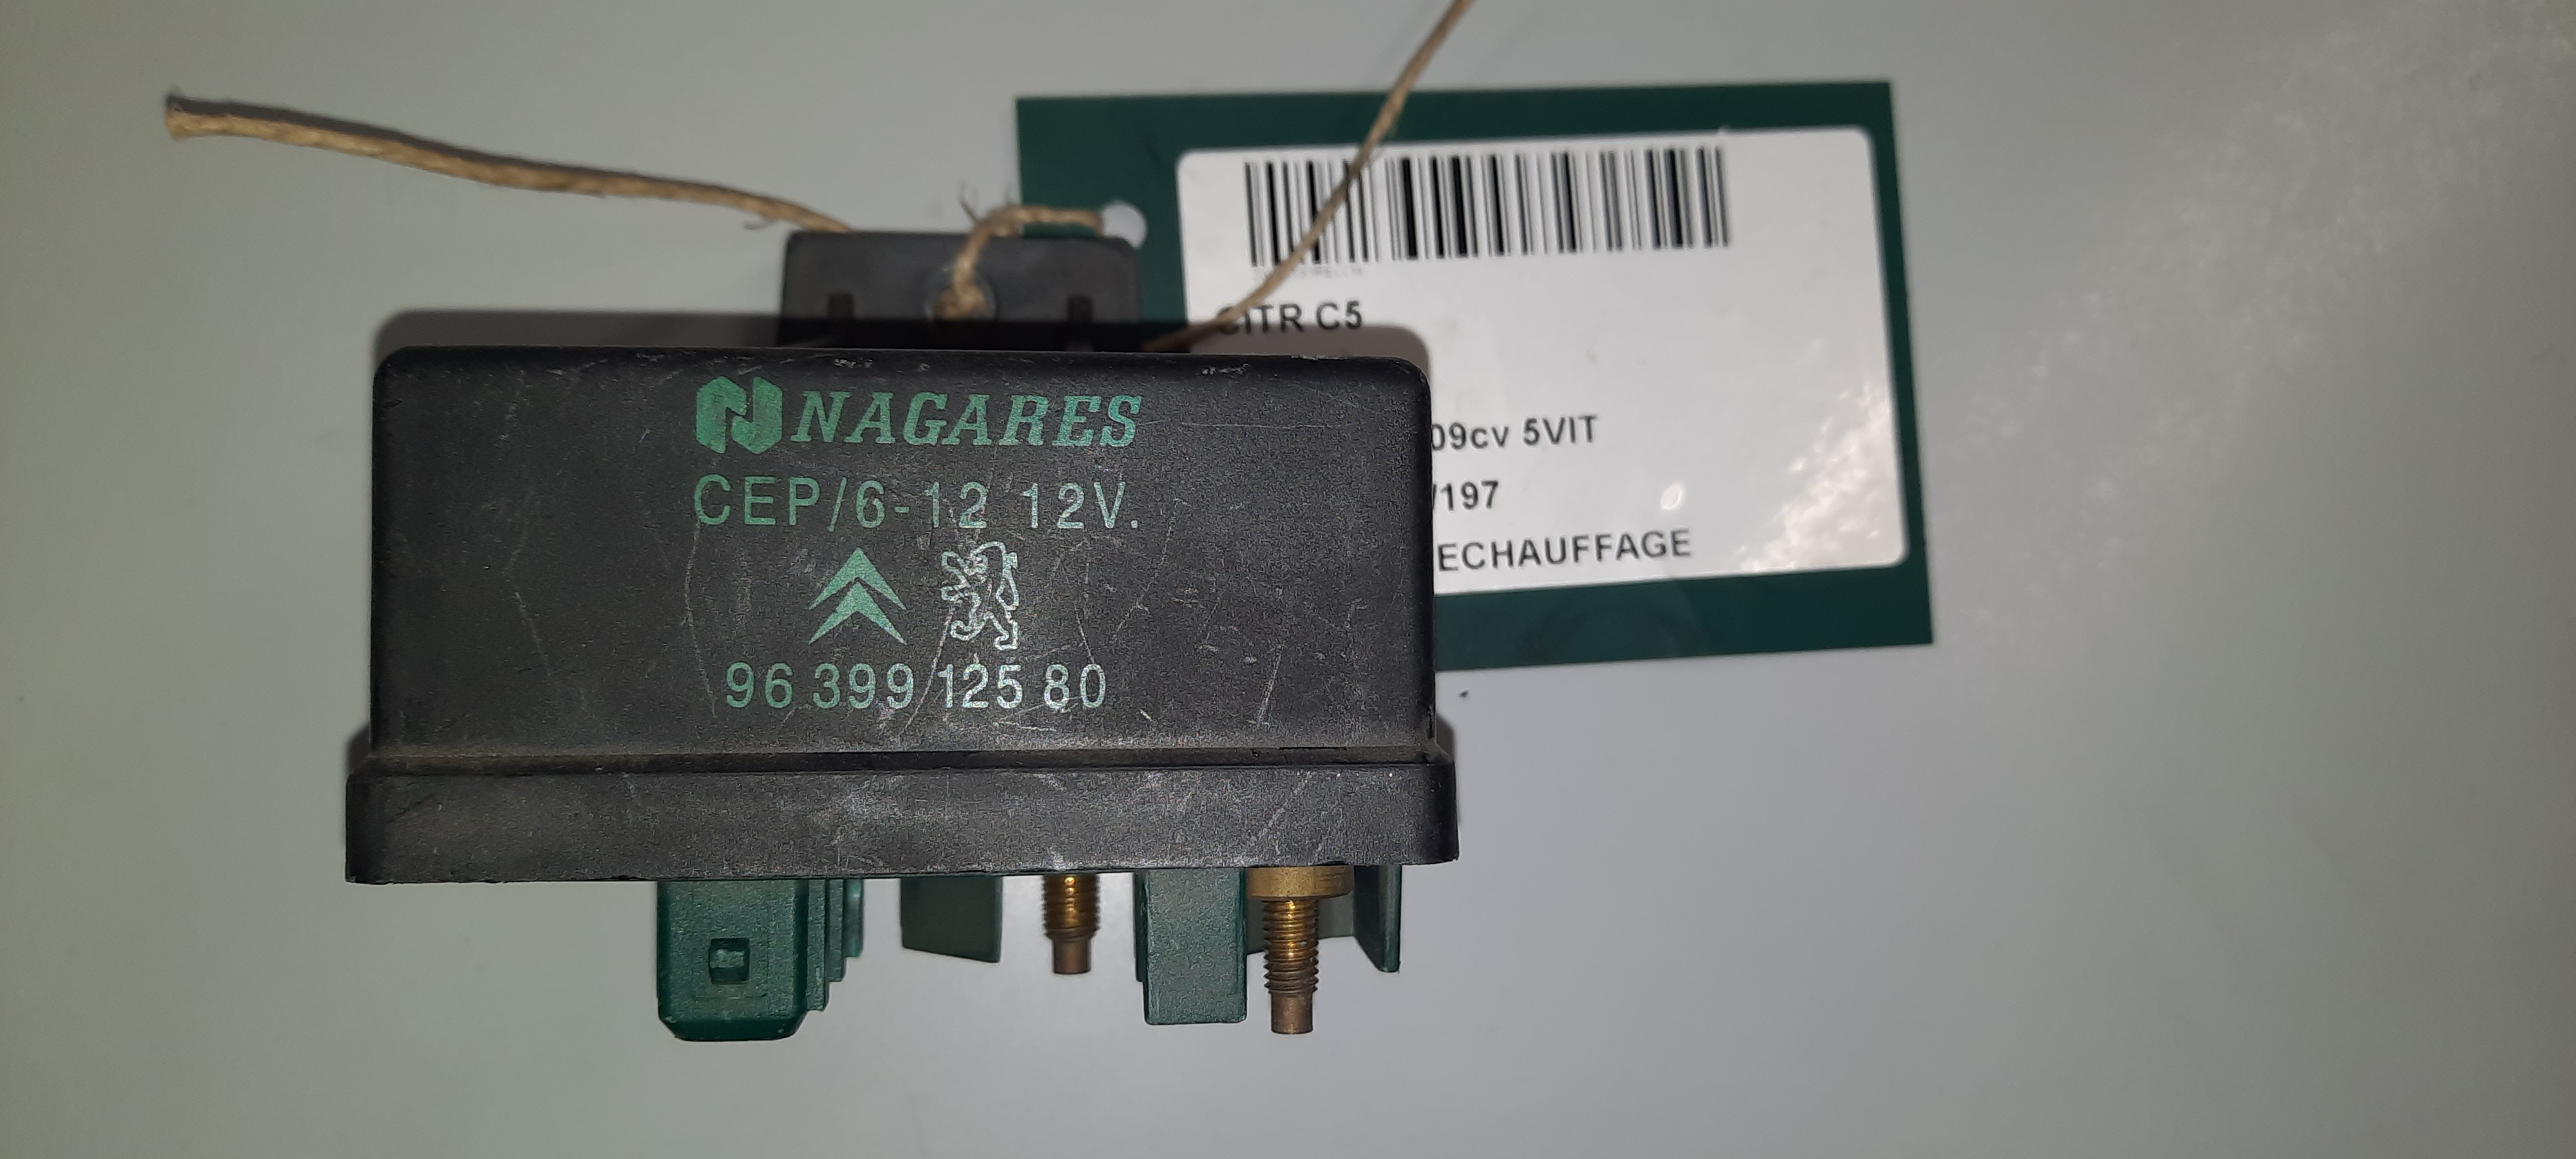 NAGARES
CEP/6-12 12V.
96 399 125 80
CITR C5
09cv 5VIT
/197
ECHAUFFAGE